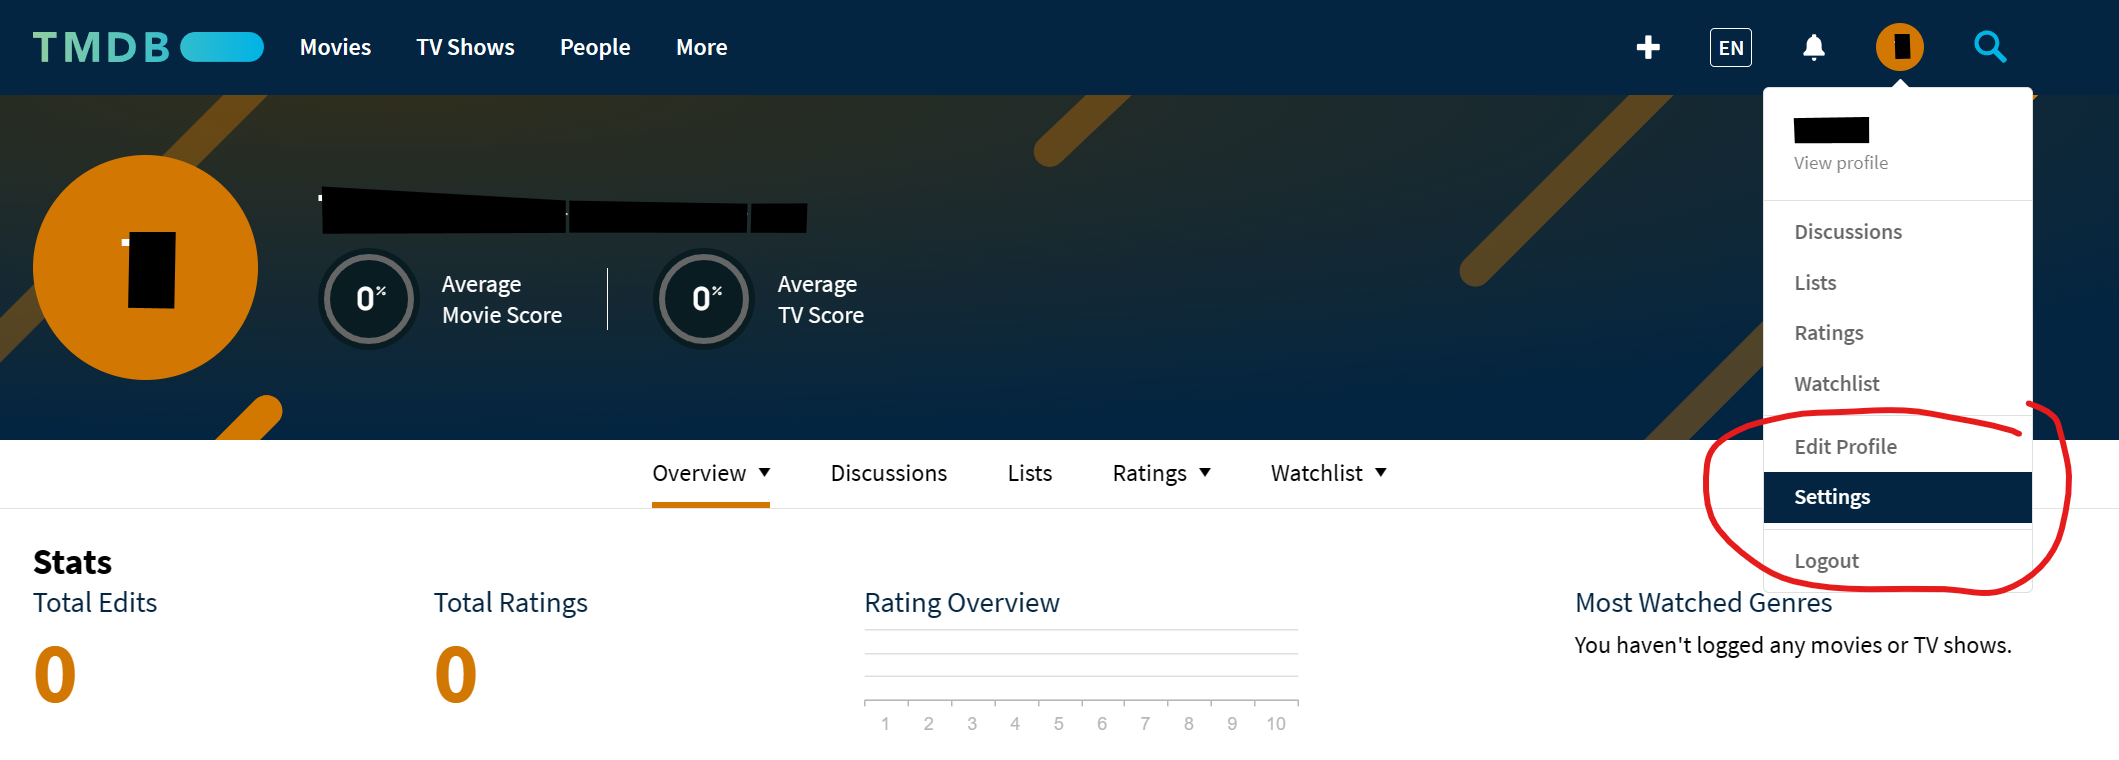 TMDB
Movies TV Shows People More
EN
View profile
Discussions
Lists
Ratings
Watchlist
Edit Profile
Settings
Logout
0%
Average
Movie Score
0%
Average
TV Score
Overview Discussions Lists Ratings Watchlist
Stats
Total Edits
0
Total Ratings
0
Rating Overview
1 2 3 4 5 6 7 8 9 10
Most Watched Genres
You haven't logged any movies or TV shows.